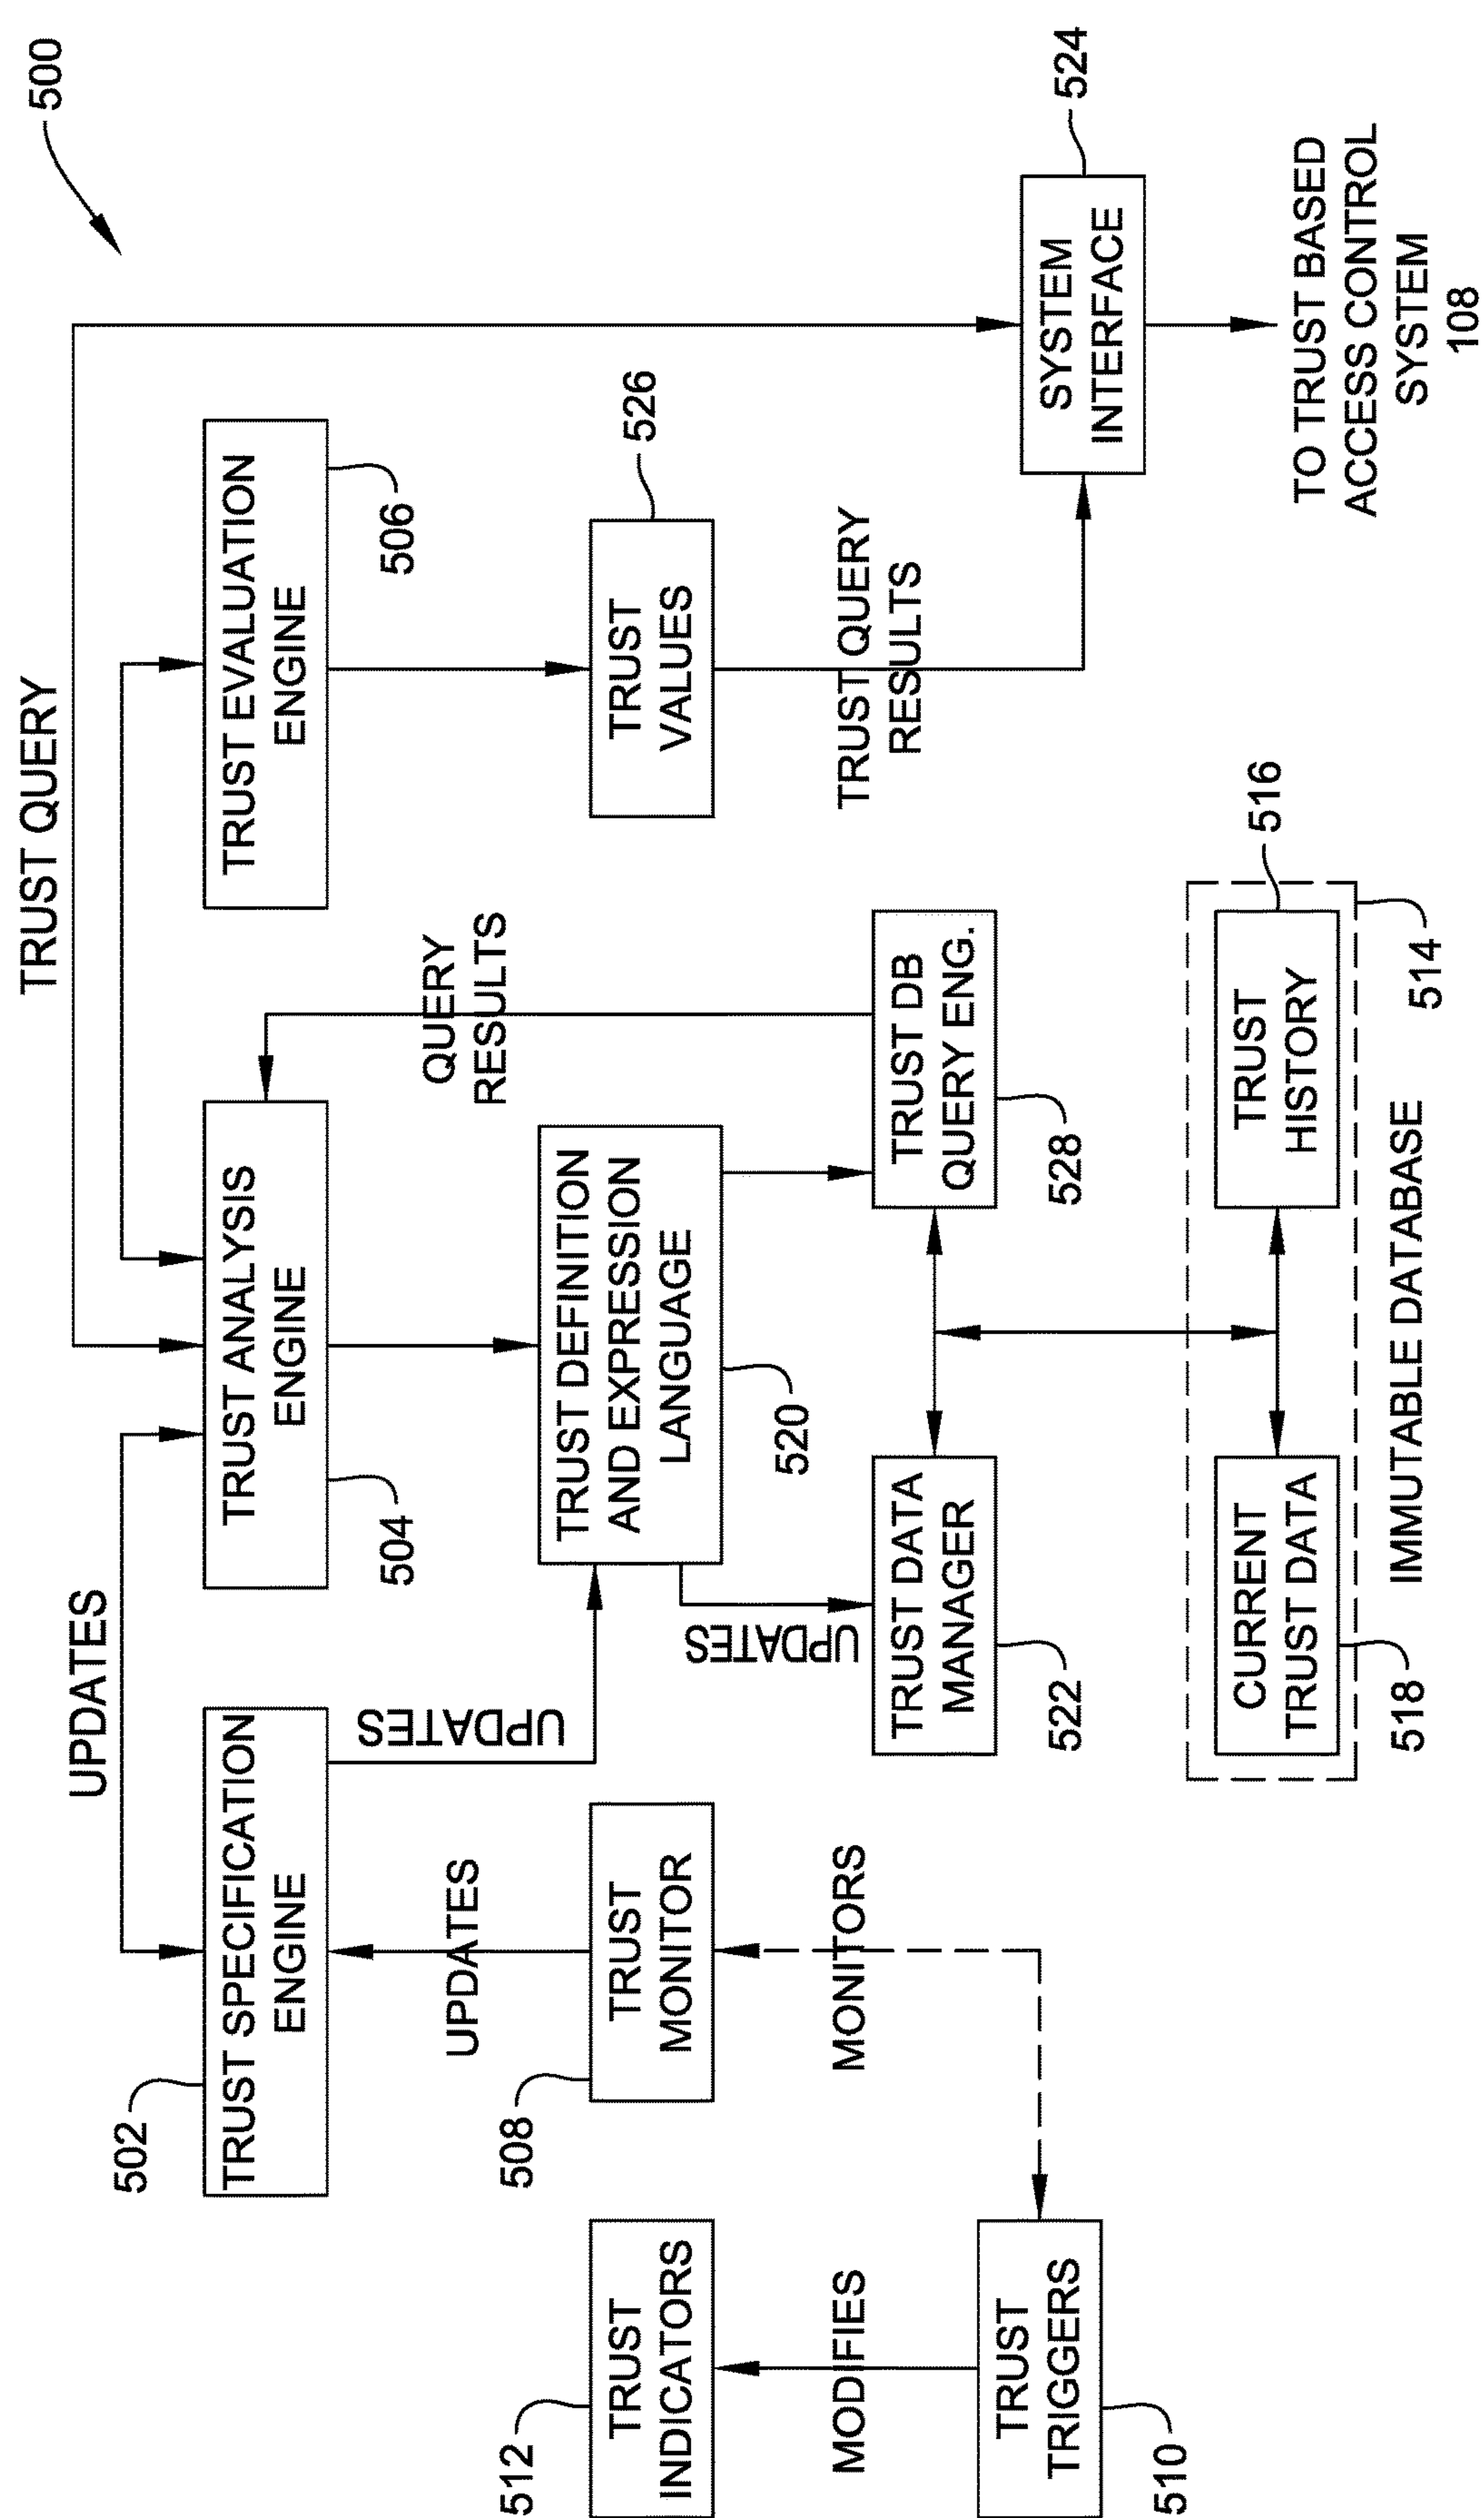 500
TRUST QUERY
UPDATES
502
TRUST SPECIFICATION
ENGINE
TRUST ANALYSIS
ENGINE
504
TRUST EVALUATION
ENGINE
506
UPDATES
UPDATES
QUERY
RESULTS
512
TRUST
INDICATORS
508
TRUST
MONITOR
TRUST DEFINITION
AND EXPRESSION
LANGUAGE
520
TRUST
VALUES
526
UPDATES
MODIFIES
MONITORS
TRUST QUERY
RESULTS
TRUST DATA
MANAGER
522
TRUST DB
QUERY ENG.
528
510
TRUST
TRIGGERS
SYSTEM
INTERFACE
524
CURRENT
TRUST DATA
518
TRUST
HISTORY
516
IMMUTABLE DATABASE
514
TO TRUST BASED
ACCESS CONTROL
SYSTEM
108